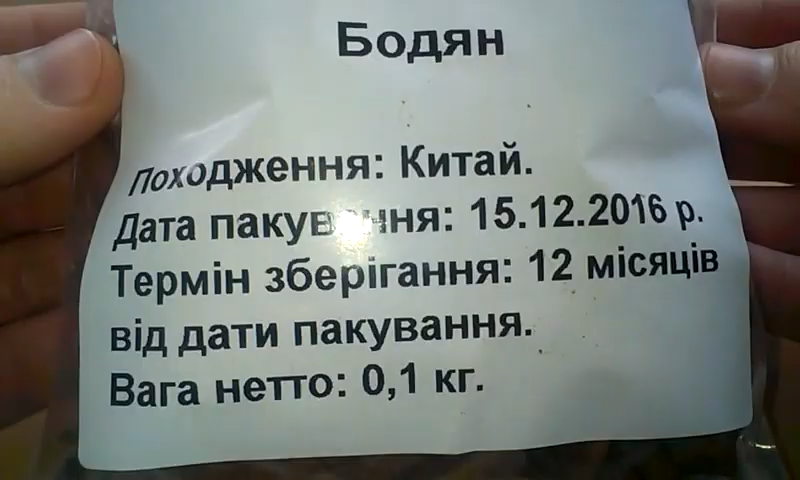 Бодян
Походження: Китай.
Дата пакування: 15.12.2016 р.
Термін зберігання: 12 місяців
від дати пакування.
Вага нетто: 0,1 кг.